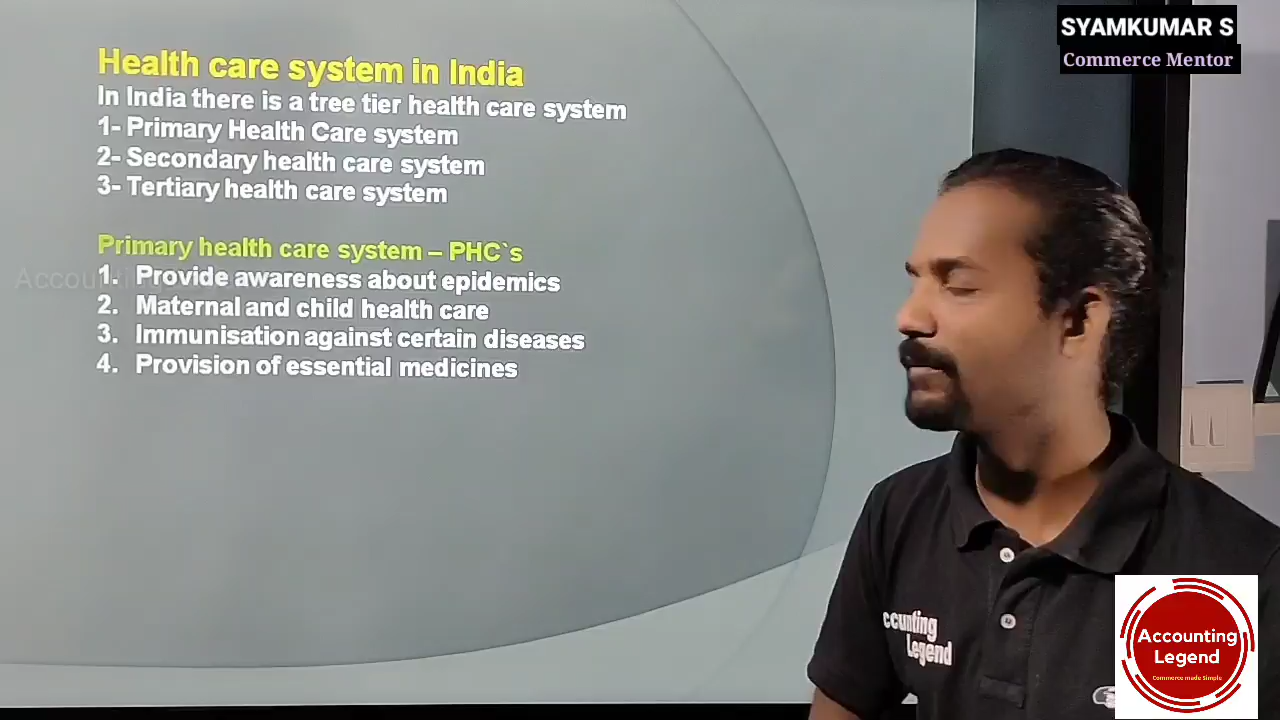 SYAMKUMAR S
Commerce Mentor
Health care system in India
In India there is a tree tier health care system
1- Primary Health Care system
2- Secondary health care system
3- Tertiary health care system
Primary health care system – PHC`s
1. Provide awareness about epidemics
2. Maternal and child health care
3. Immunisation against certain diseases
4. Provision of essential medicines
ccunting
Legend
Accounting
Legend
Commerce made Simple